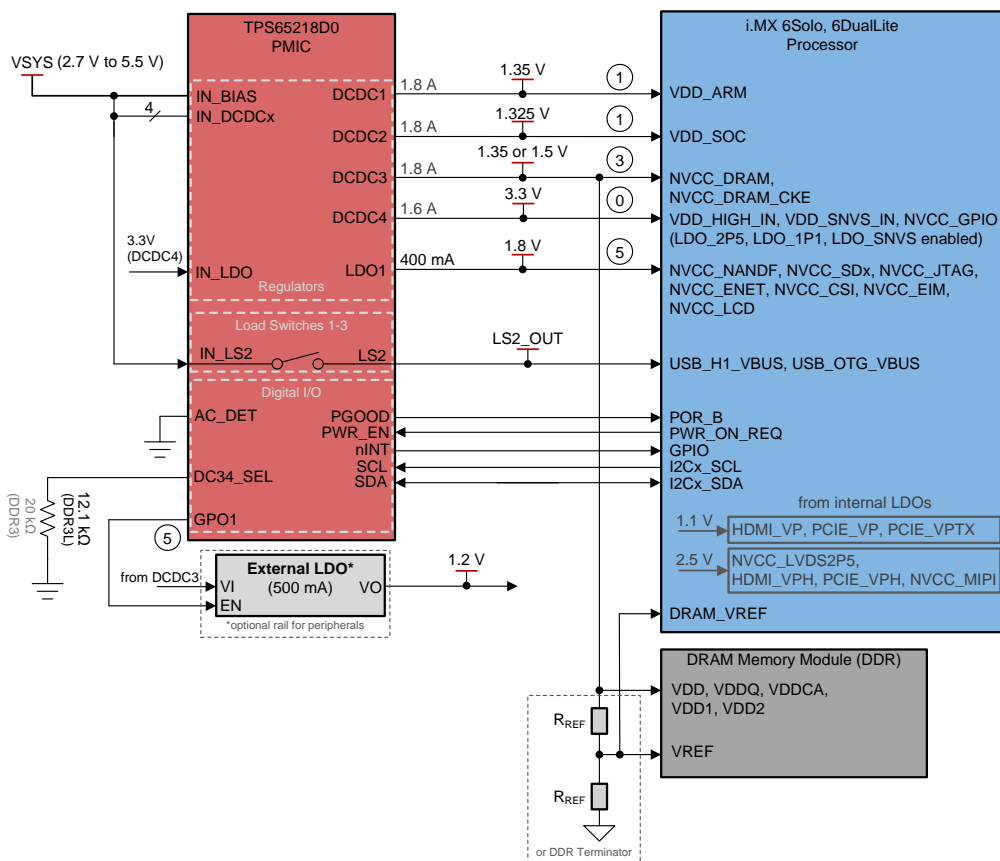 TPS65218D0
PMIC
i.MX 6Solo, 6DualLite
Processor
VSYS (2.7 V to 5.5 V)
IN_BIAS
4
IN_DCDCx
DCDC1
1.8 A
1.35 V
1
VDD_ARM
DCDC2
1.8 A
1.325 V
1
VDD_SOC
DCDC3
1.8 A
1.35 or 1.5 V
3
NVCC_DRAM,
NVCC_DRAM_CKE
DCDC4
1.6 A
3.3 V
0
VDD_HIGH_IN, VDD_SNVS_IN, NVCC_GPIO
(LDO_2P5, LDO_1P1, LDO_SNVS enabled)
3.3V
(DCDC4)
IN_LDO
LDO1
400 mA
1.8 V
5
NVCC_NANDF, NVCC_SDx, NVCC_JTAG,
NVCC_ENET, NVCC_CSI, NVCC_EIM,
NVCC_LCD
Regulators
Load Switches 1-3
IN_LS2
LS2
LS2_OUT
USB_H1_VBUS, USB_OTG_VBUS
Digital I/O
AC_DET
PGOOD
POR_B
PWR_EN
PWR_ON_REQ
nINT
GPIO
SCL
I2Cx_SCL
SDA
I2Cx_SDA
DC34_SEL
12.1 kΩ
(DDR3L)
20 kΩ
(DDR3)
GPO1
5
from internal LDOs
1.1 V
HDMI_VP, PCIE_VP, PCIE_VPTX
2.5 V
NVCC_LVDS2P5,
HDMI_VPH, PCIE_VPH, NVCC_MIPI
from DCDC3
External LDO*
(500 mA)
VI
EN
VO
1.2 V
*optional rail for peripherals
DRAM_VREF
DRAM Memory Module (DDR)
VDD, VDDQ, VDDCA,
VDD1, VDD2
RREF
VREF
RREF
or DDR Terminator